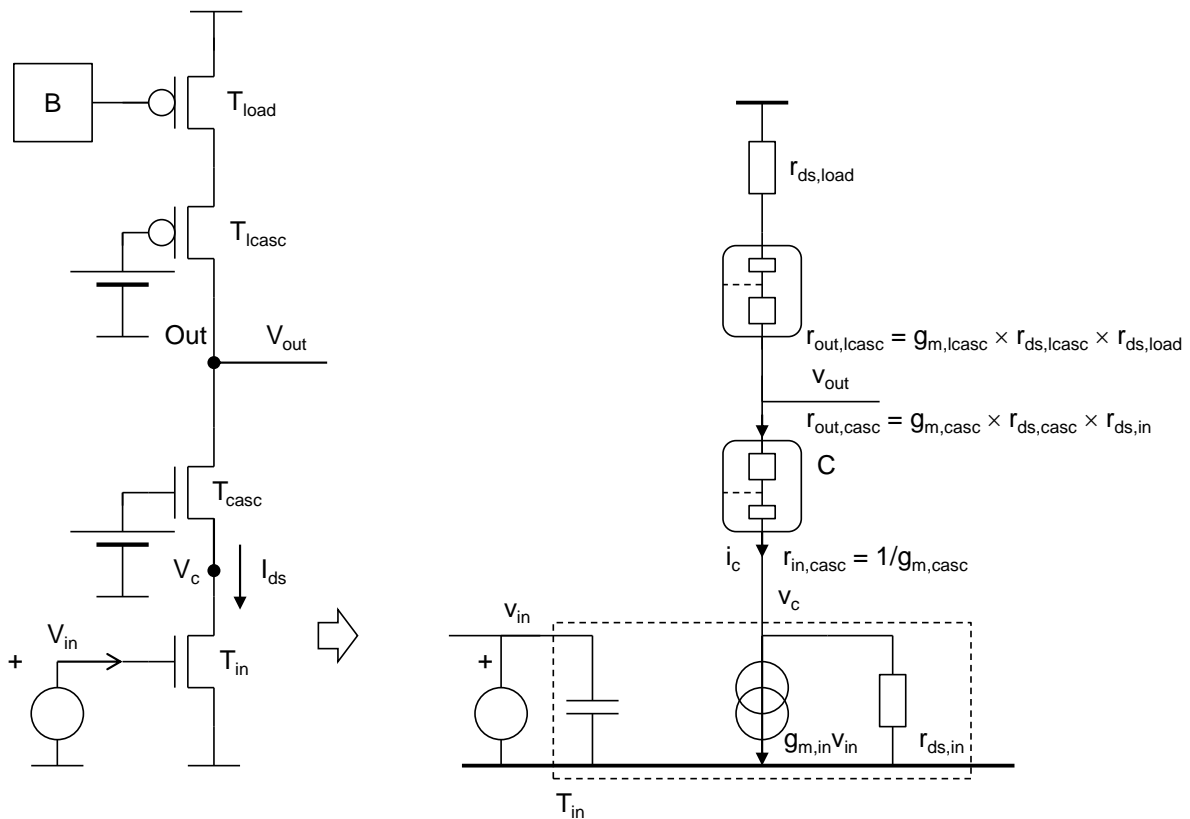 B
T_load
T_lcasc
Out
V_out
T_casc
V_c
I_ds
V_in
+
T_in
r_ds,load
r_out,lcasc = g_m,lcasc × r_ds,lcasc × r_ds,load
v_out
r_out,casc = g_m,casc × r_ds,casc × r_ds,in
C
i_c
r_in,casc = 1/g_m,casc
v_c
v_in
+
g_m,in v_in
r_ds,in
T_in